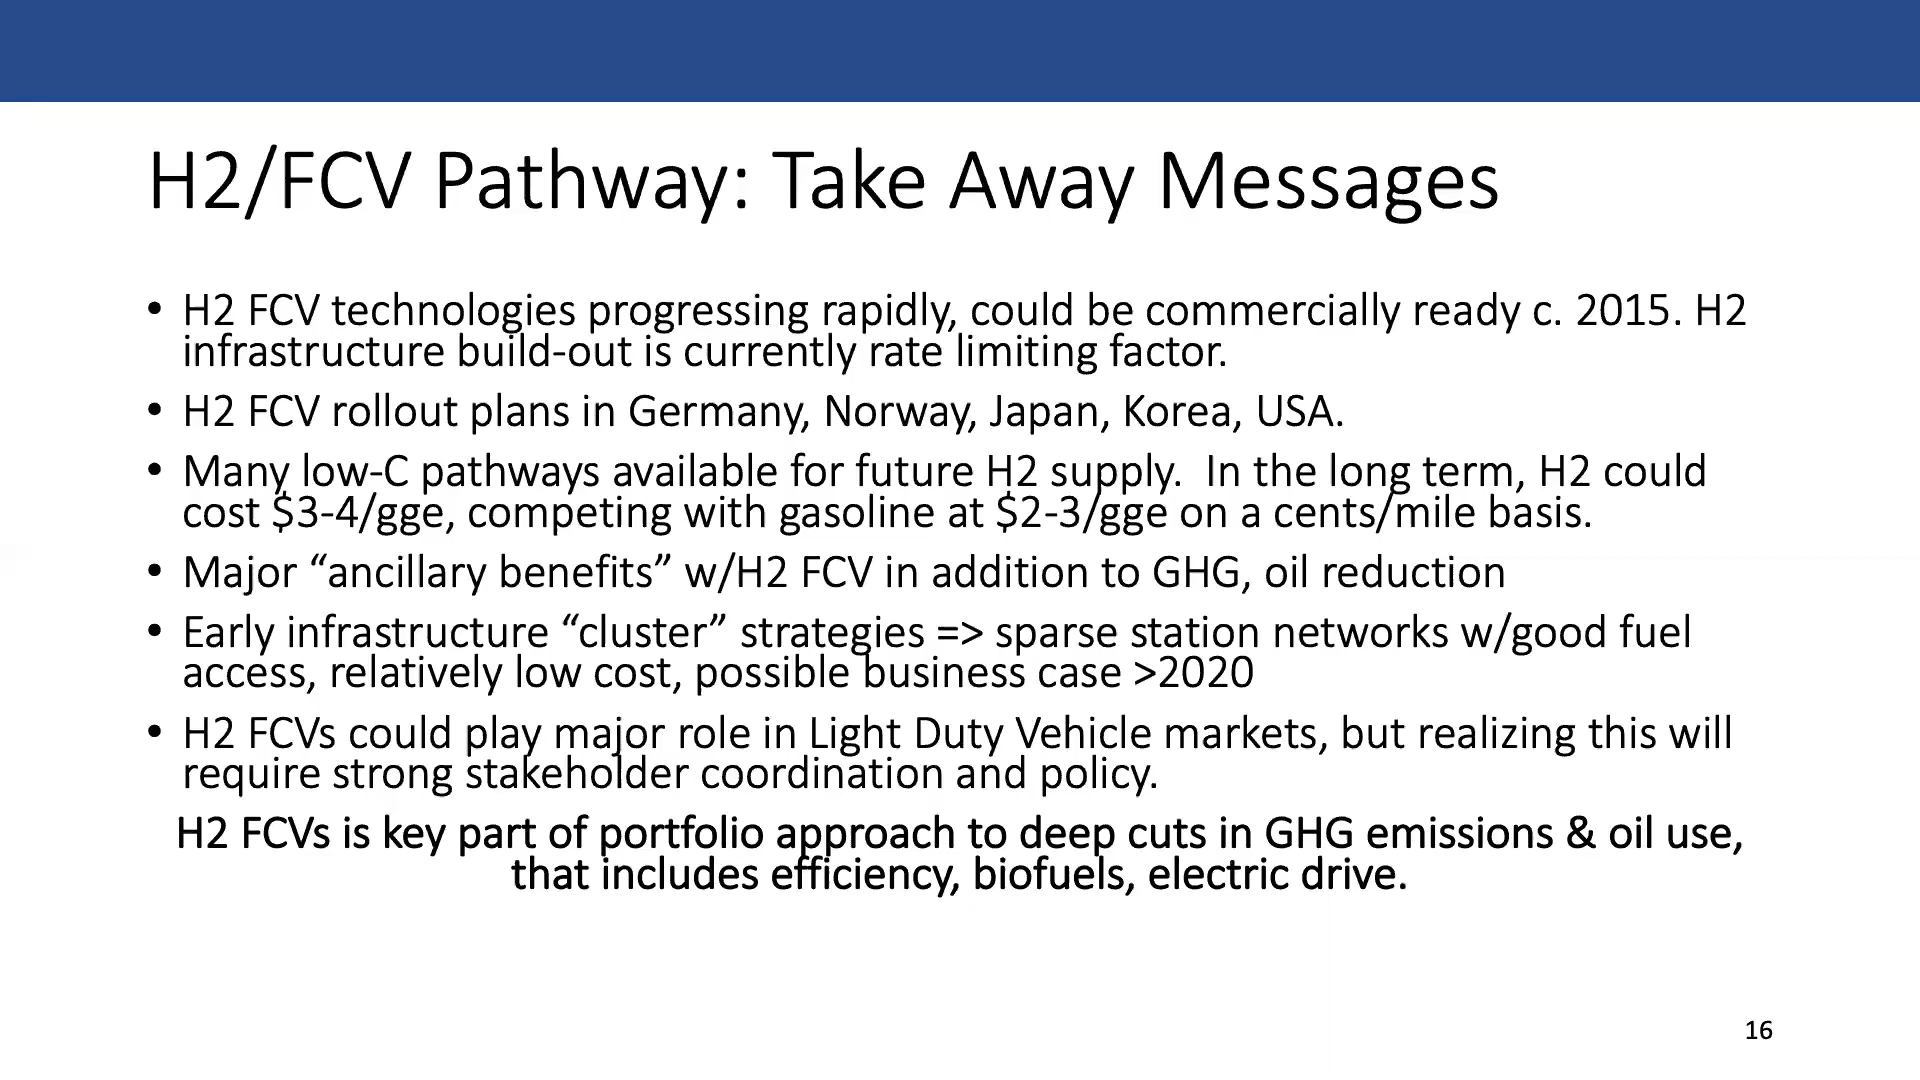 H2/FCV Pathway: Take Away Messages
• H2 FCV technologies progressing rapidly, could be commercially ready c. 2015. H2
infrastructure build-out is currently rate limiting factor.
• H2 FCV rollout plans in Germany, Norway, Japan, Korea, USA.
• Many low-C pathways available for future H2 supply.  In the long term, H2 could
cost $3-4/gge, competing with gasoline at $2-3/gge on a cents/mile basis.
• Major “ancillary benefits” w/H2 FCV in addition to GHG, oil reduction
• Early infrastructure “cluster” strategies => sparse station networks w/good fuel
access, relatively low cost, possible business case >2020
• H2 FCVs could play major role in Light Duty Vehicle markets, but realizing this will
require strong stakeholder coordination and policy.
H2 FCVs is key part of portfolio approach to deep cuts in GHG emissions & oil use,
that includes efficiency, biofuels, electric drive.
16